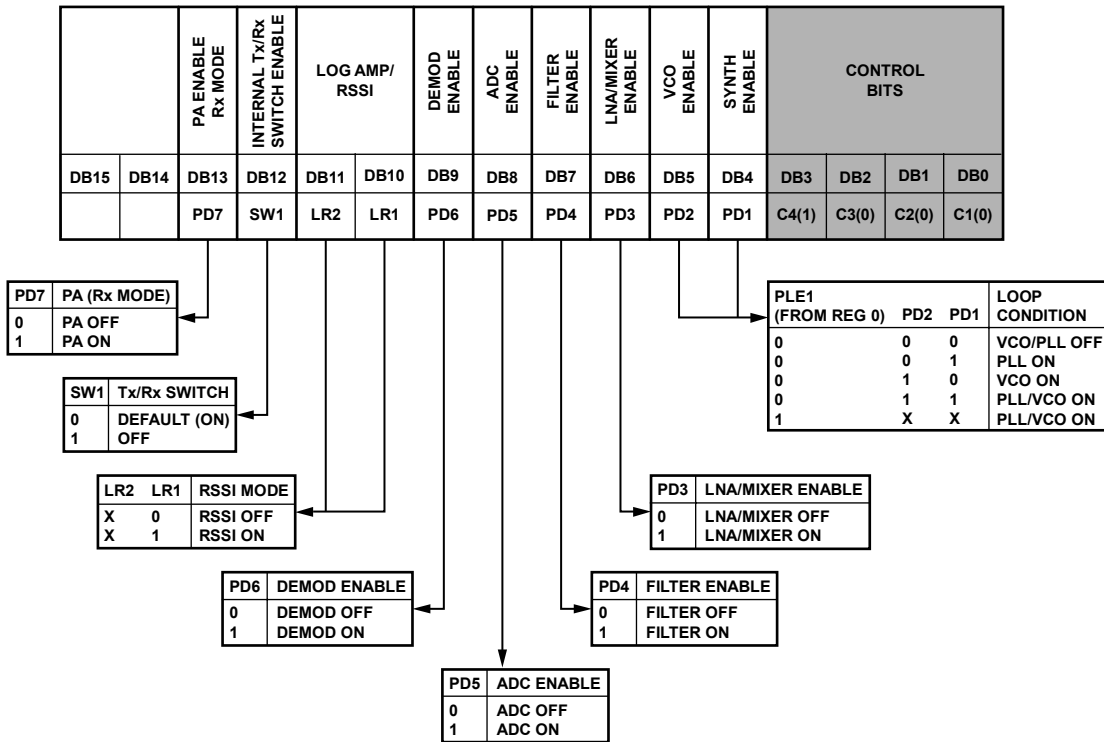 PA ENABLE
Rx MODE
INTERNAL Tx/Rx
SWITCH ENABLE
LOG AMP/
RSSI
DEMOD
ENABLE
ADC
ENABLE
FILTER
ENABLE
LNA/MIXER
ENABLE
VCO
ENABLE
SYNTH
ENABLE
CONTROL
BITS
DB15 DB14 DB13 DB12 DB11 DB10 DB9 DB8 DB7 DB6 DB5 DB4 DB3 DB2 DB1 DB0
PD7 SW1 LR2 LR1 PD6 PD5 PD4 PD3 PD2 PD1 C4(1) C3(0) C2(0) C1(0)
PD7 PA (Rx MODE)
0 PA OFF
1 PA ON
PLE1
(FROM REG 0) PD2 PD1 LOOP
CONDITION
0 0 0 VCO/PLL OFF
0 0 1 PLL ON
0 1 0 VCO ON
0 1 1 PLL/VCO ON
1 X X PLL/VCO ON
SW1 Tx/Rx SWITCH
0 DEFAULT (ON)
1 OFF
LR2 LR1 RSSI MODE
X 0 RSSI OFF
X 1 RSSI ON
PD3 LNA/MIXER ENABLE
0 LNA/MIXER OFF
1 LNA/MIXER ON
PD6 DEMOD ENABLE
0 DEMOD OFF
1 DEMOD ON
PD4 FILTER ENABLE
0 FILTER OFF
1 FILTER ON
PD5 ADC ENABLE
0 ADC OFF
1 ADC ON